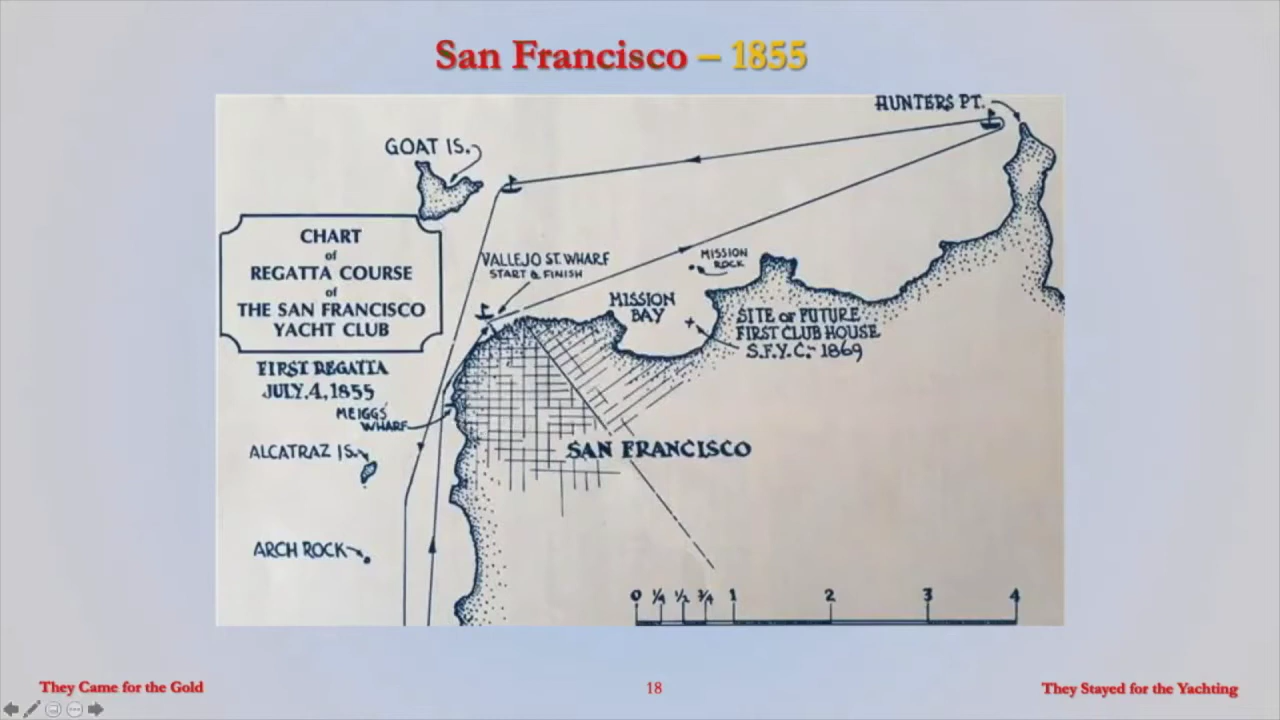 San Francisco – 1855
HUNTERS PT.
GOAT IS.
CHART
of
REGATTA COURSE
of
THE SAN FRANCISCO
YACHT CLUB
VALLEJO ST. WHARF
START & FINISH
MISSION
ROCK
MISSION
BAY
SITE OF FUTURE
FIRST CLUB HOUSE
S.F.Y.C. - 1869
FIRST REGATTA
JULY. 4, 1855
MEIGGS'
WHARF
ALCATRAZ IS.
SAN FRANCISCO
ARCH ROCK
0 ¼ ½ ¾ 1 2 3 4
They Came for the Gold
18
They Stayed for the Yachting